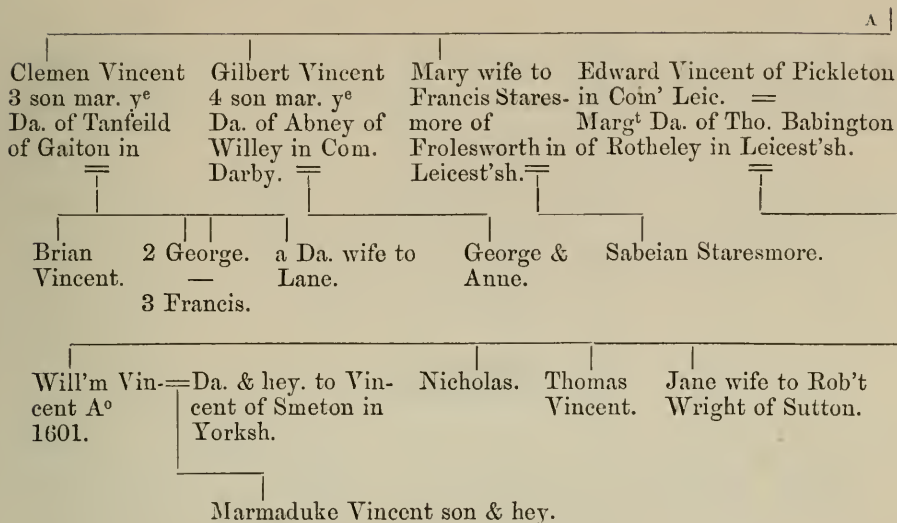 A
Clemen Vincent
3 son mar. yᵉ
Da. of Tanfeild
of Gaiton in
Gilbert Vincent
4 son mar. yᵉ
Da. of Abney of
Willey in Com.
Darby.
Mary wife to
Francis Stares-
more of
Frolesworth in
Leicest'sh.
Edward Vincent of Pickleton
in Com' Leic. =
Margᵗ Da. of Tho. Babington
of Rotheley in Leicest'sh.
Brian
Vincent.
2 George.
—
3 Francis.
a Da. wife to
Lane.
George &
Anne.
Sabeian Staresmore.
Will'm Vin-
cent Aº
1601.
=Da. & hey. to Vin-
cent of Smeton in
Yorksh.
Nicholas.
Thomas
Vincent.
Jane wife to Rob't
Wright of Sutton.
Marmaduke Vincent son & hey.